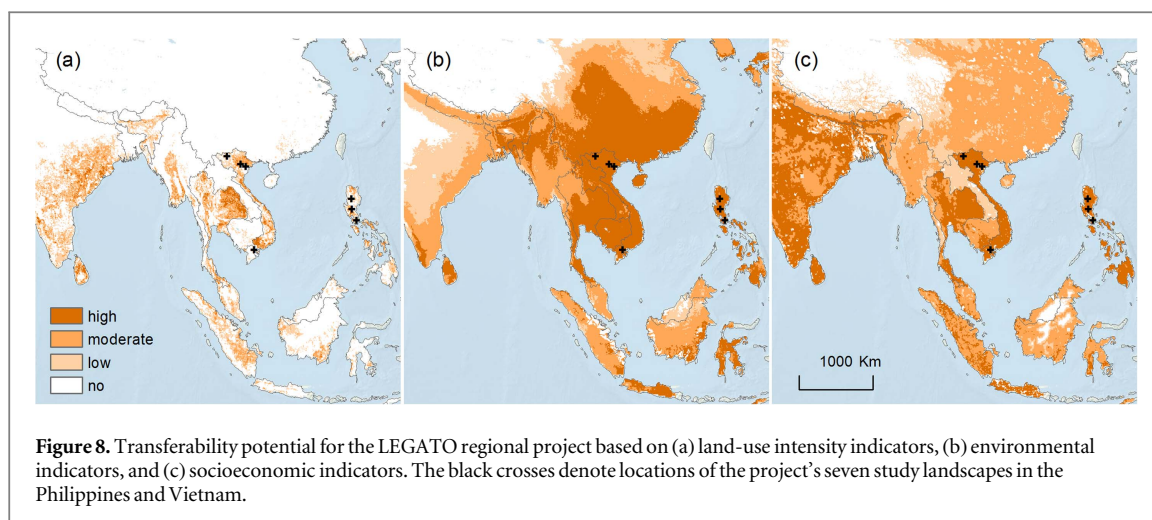 (a)
(b)
(c)
high
moderate
low
no
1000 Km
Figure 8. Transferability potential for the LEGATO regional project based on (a) land-use intensity indicators, (b) environmental
indicators, and (c) socioeconomic indicators. The black crosses denote locations of the project's seven study landscapes in the
Philippines and Vietnam.